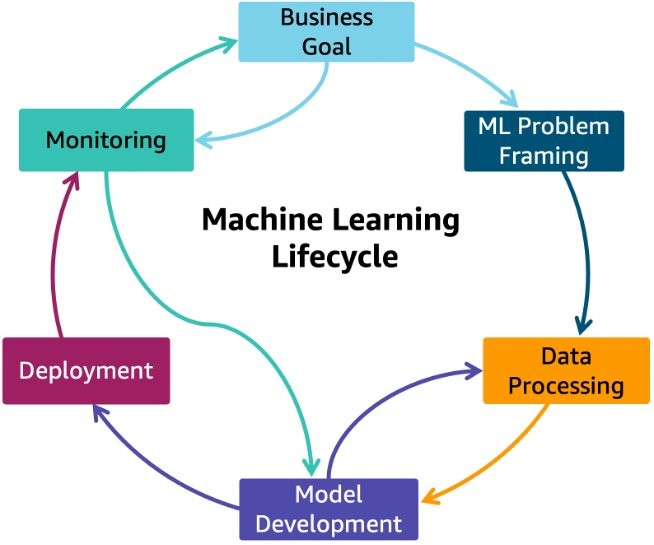 Business
Goal
ML Problem
Framing
Monitoring
Machine Learning
Lifecycle
Deployment
Data
Processing
Model
Development